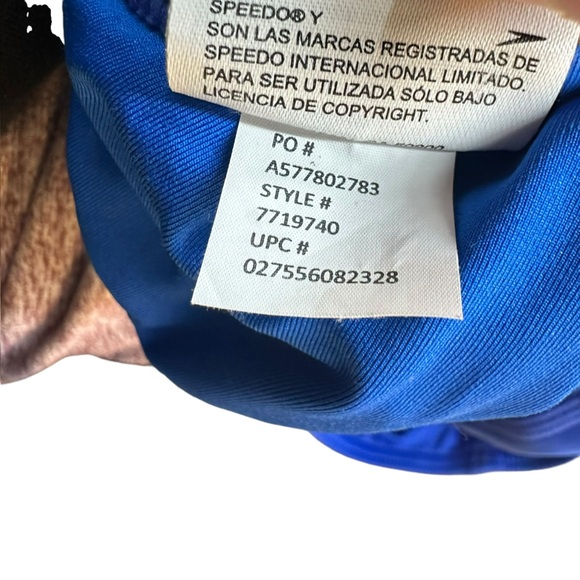 SPEEDO® Y
SON LAS MARCAS REGISTRADAS DE
SPEEDO INTERNACIONAL LIMITADO.
PARA SER UTILIZADA SÓLO BAJO
LICENCIA DE COPYRIGHT.
PO #
A577802783
STYLE #
7719740
UPC #
027556082328